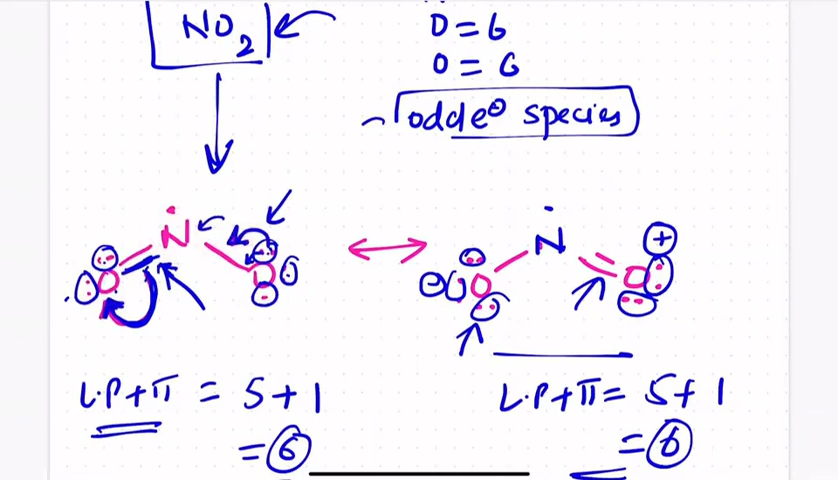 NO2
O = 6
O = 6
odd e⊖ species
N
N
O
O
O
O
⊕
⊖
L.P + π = 5 + 1
L.P + π = 5 + 1
= 6
= 6